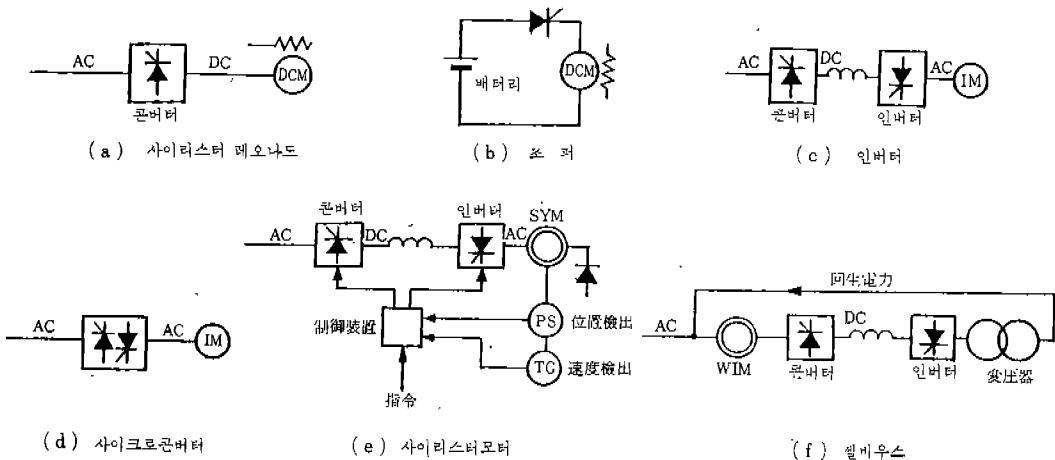 AC
DC
DCM
콘버터
(a) 사이리스터 레오나드
배터리
DCM
(b) 쵸퍼
AC
DC
AC
IM
콘버터
인버터
(c) 인버터
AC
AC
IM
(d) 사이크로콘버터
콘버터
인버터
SYM
AC
DC
AC
制御装置
PS
位置檢出
TG
速度檢出
指令
(e) 사이리스터모터
回生電力
AC
DC
WIM
콘버터
인버터
変圧器
(f) 셀비우스